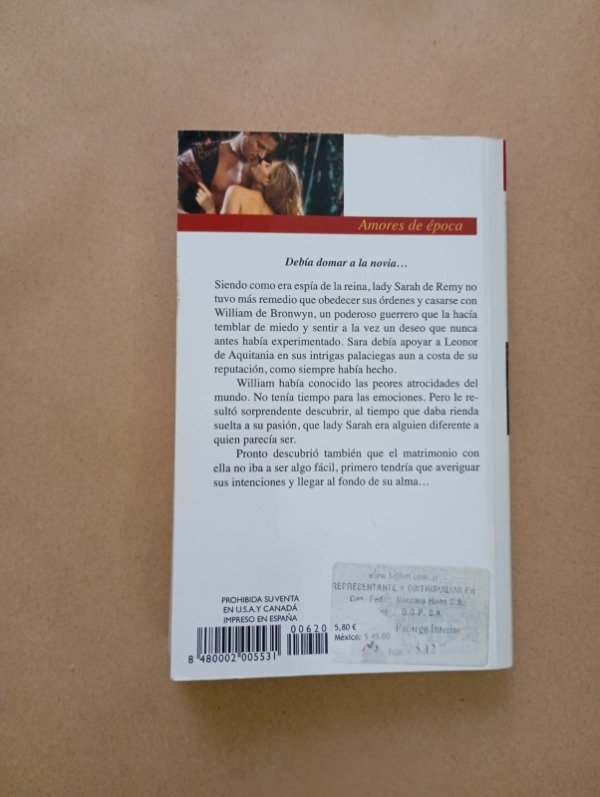 Amores de época
Debía domar a la novia…
Siendo como era espía de la reina, lady Sarah de Remy no
tuvo más remedio que obedecer sus órdenes y casarse con
William de Bronwyn, un poderoso guerrero que la hacía
temblar de miedo y sentir a la vez un deseo que nunca
antes había experimentado. Sara debía apoyar a Leonor
de Aquitania en sus intrigas palaciegas aun a costa de su
reputación, como siempre había hecho.
William había conocido las peores atrocidades del
mundo. No tenía tiempo para las emociones. Pero le re-
sultó sorprendente descubrir, al tiempo que daba rienda
suelta a su pasión, que lady Sarah era alguien diferente a
quien parecía ser.
Pronto descubrió también que el matrimonio con
ella no iba a ser algo fácil, primero tendría que averiguar
sus intenciones y llegar al fondo de su alma…
PROHIBIDA SU VENTA
EN U.S.A. Y CANADÁ
IMPRESO EN ESPAÑA
00620
8 480002 005531
5,80 €
México: $
REPRESENTANTE Y DISTRIBUIDOR EN
S.A.
D.G.P. S.A.
Recargo Interior
$ 12